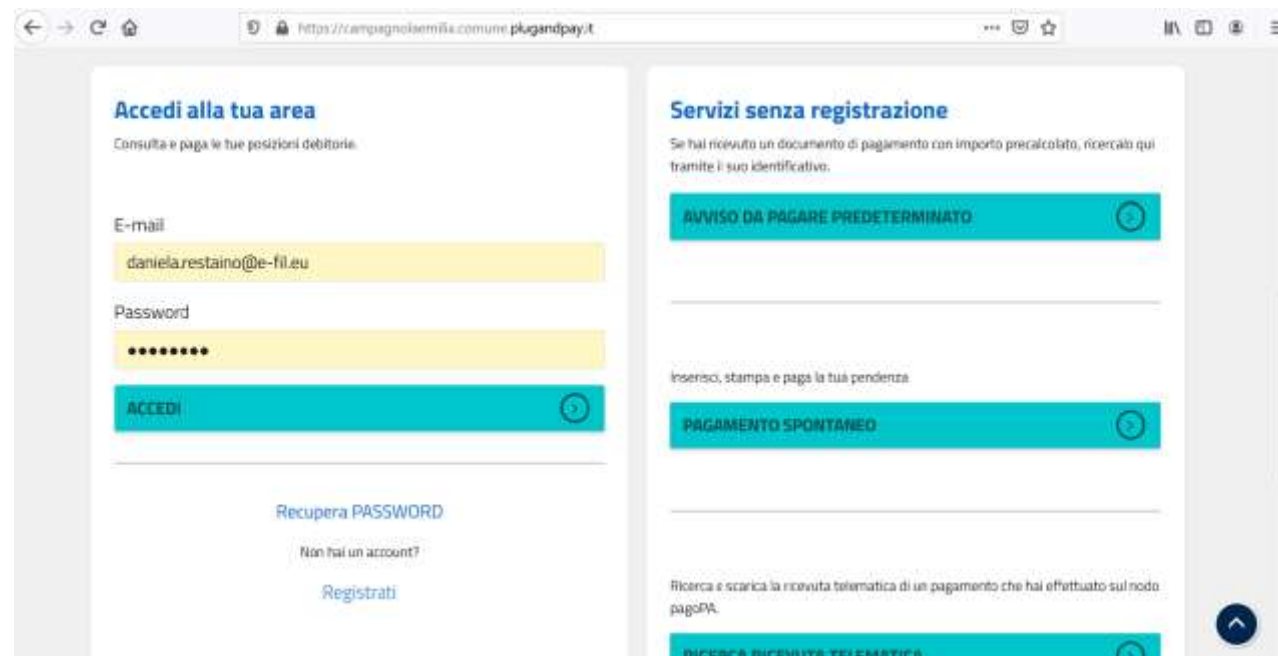 https://campagnolaemilia.comune.plugandpay.it
Accedi alla tua area
Consulta e paga le tue posizioni debitorie.
E-mail
daniela.restaino@e-fil.eu
Password
ACCEDI
Recupera PASSWORD
Non hai un account?
Registrati
Servizi senza registrazione
Se hai ricevuto un documento di pagamento con importo precalcolato, ricercalo qui
tramite il suo identificativo.
AVVISO DA PAGARE PREDETERMINATO
Inserisci, stampa e paga la tua pendenza
PAGAMENTO SPONTANEO
Ricerca e scarica la ricevuta telematica di un pagamento che hai effettuato sul nodo
pagoPA.
RICERCA RICEVUTA TELEMATICA